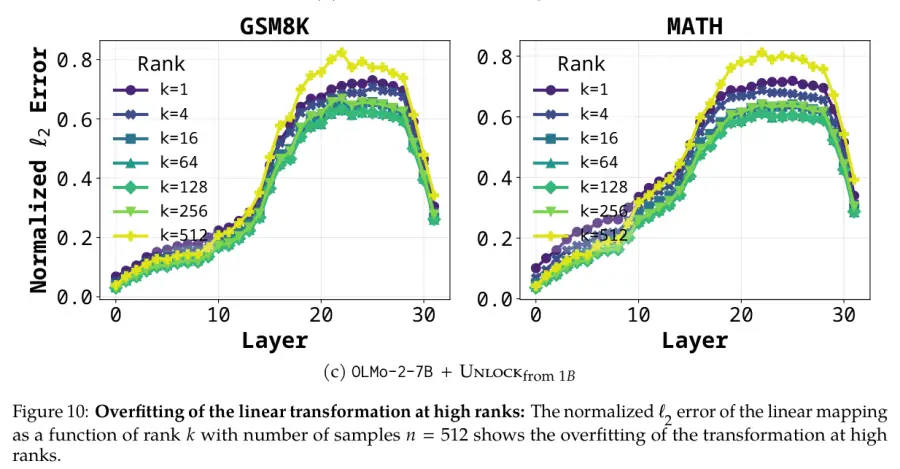 GSM8K
MATH
Normalized ℓ2 Error
0.8
0.6
0.4
0.2
0.0
Rank
k=1
k=4
k=16
k=64
k=128
k=256
k=512
0 10 20 30
Layer
0.8
0.6
0.4
0.2
0.0
Rank
k=1
k=4
k=16
k=64
k=128
k=256
k=512
0 10 20 30
Layer
(c) OLMo-2-7B + UNLOCKfrom 1B
Figure 10: Overfitting of the linear transformation at high ranks: The normalized ℓ2 error of the linear mapping
as a function of rank k with number of samples n = 512 shows the overfitting of the transformation at high
ranks.